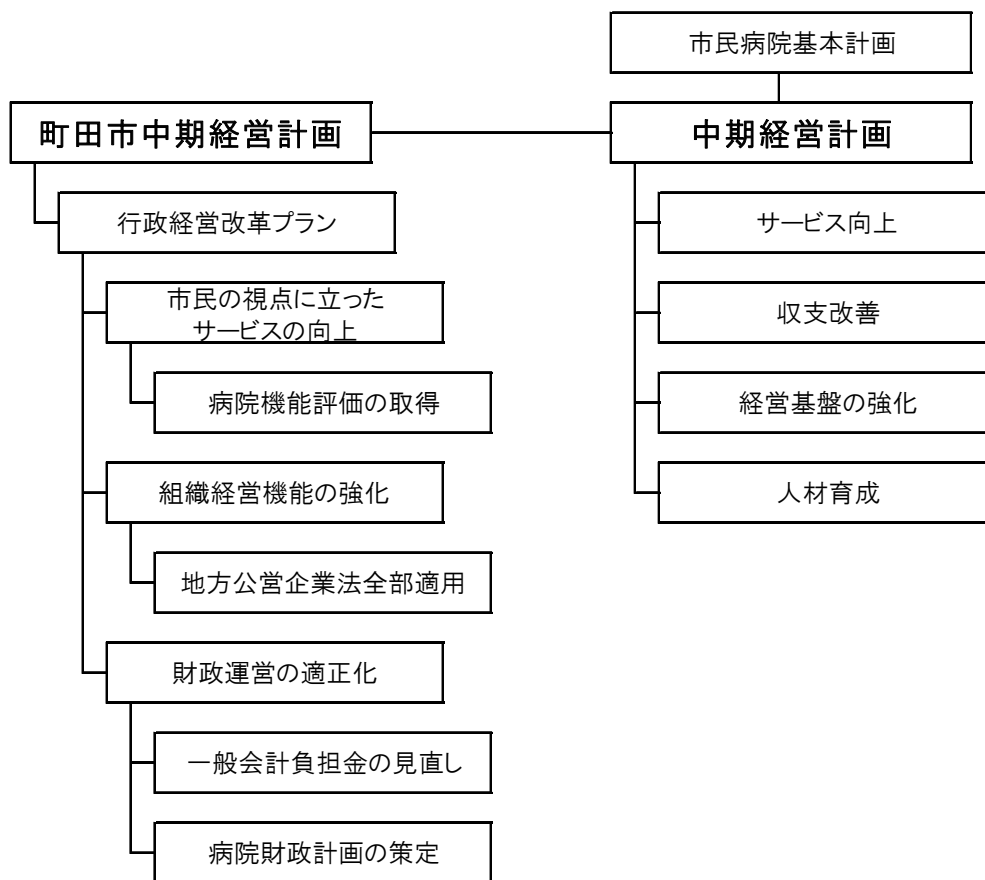 市民病院基本計画
町田市中期経営計画
中期経営計画
行政経営改革プラン
サービス向上
市民の視点に立った
サービスの向上
収支改善
病院機能評価の取得
経営基盤の強化
組織経営機能の強化
人材育成
地方公営企業法全部適用
財政運営の適正化
一般会計負担金の見直し
病院財政計画の策定